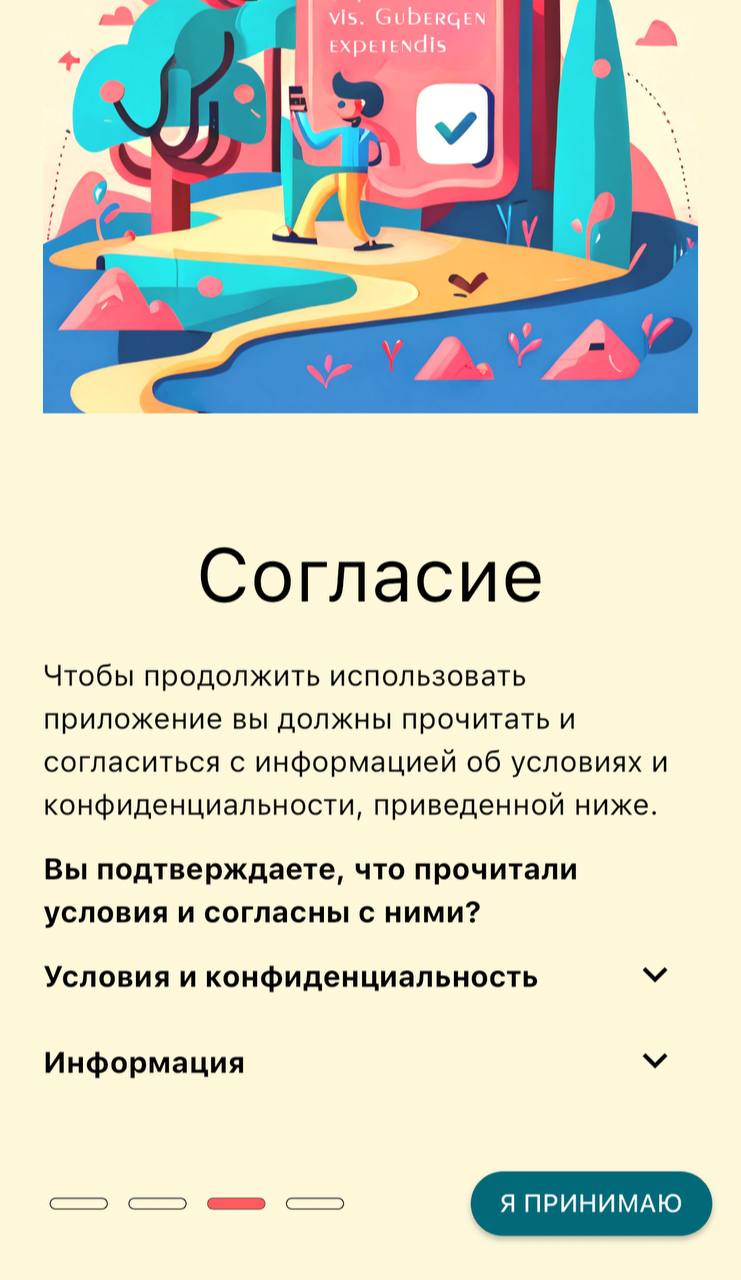 vis. Gubergen
expetendis
Согласие
Чтобы продолжить использовать
приложение вы должны прочитать и
согласиться с информацией об условиях и
конфиденциальности, приведенной ниже.
Вы подтверждаете, что прочитали
условия и согласны с ними?
Условия и конфиденциальность
Информация
Я ПРИНИМАЮ